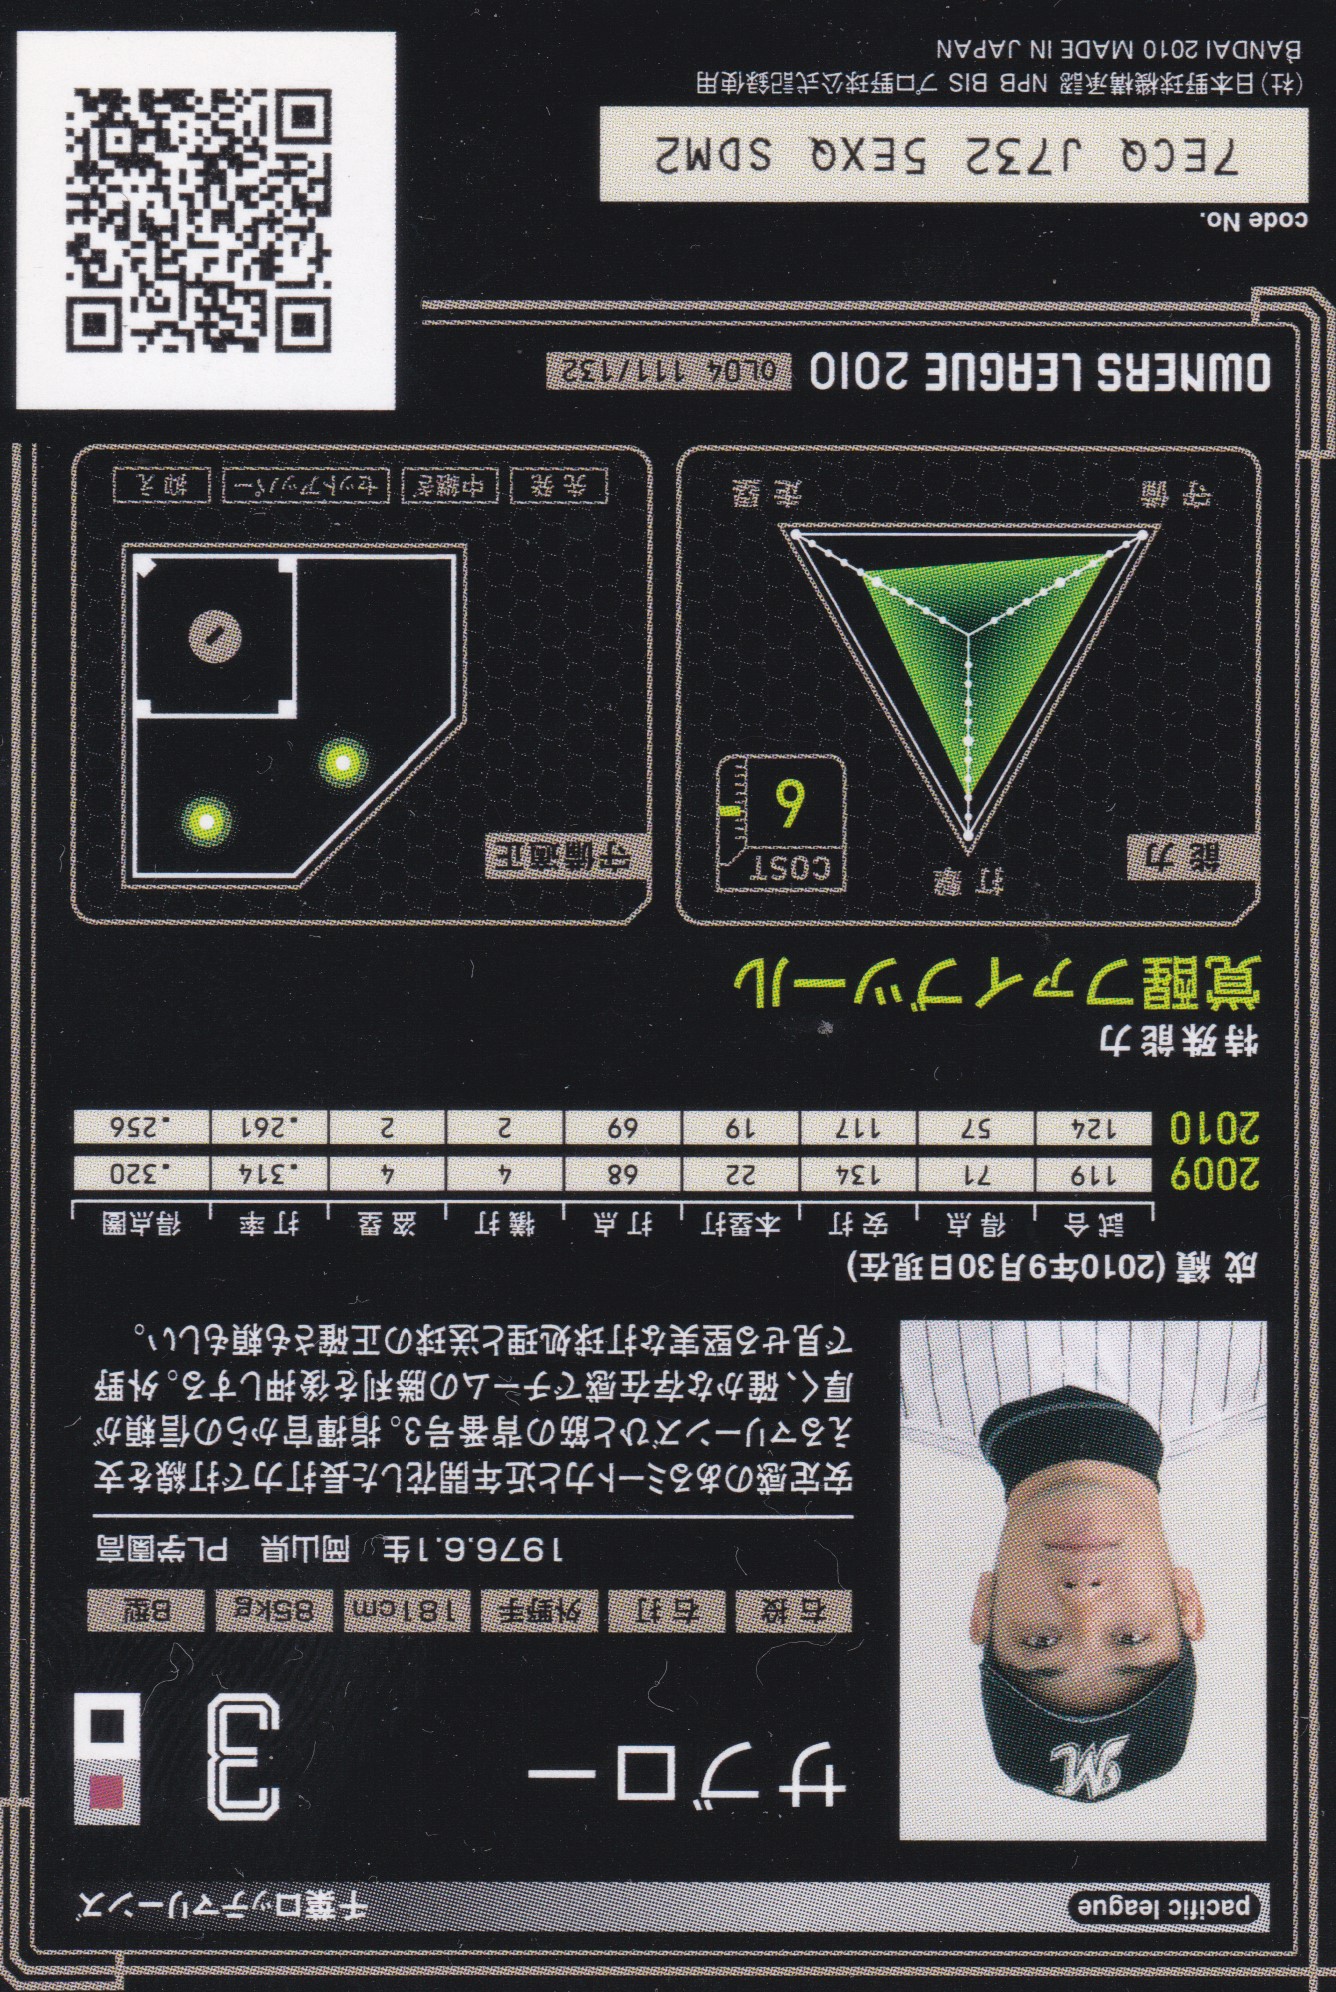 pacific league
千葉ロッテマリーンズ
サブロー 3
右投 右打 外野手 181cm 85kg B型
1976.6.1生 岡山県 PL学園高
安定感のあるミート力と近年開花した長打力で打線を支
えるマリーンズひと筋の背番号3。指揮官からの信頼が
厚く、確かな存在感でチームの勝利を後押しする。外野
で見せる堅実な打球処理と送球の正確さも頼もしい。
成績(2010年9月30日現在)
試合 得点 安打 本塁打 打点 犠打 盗塁 打率 得点圏
2009 119 71 134 22 68 4 4 .314 .320
2010 124 57 117 19 69 2 2 .261 .256
特殊能力
覚醒ファイブツール
能力
打撃
COST
6
守備
走塁
守備適正
先発 中継ぎ セットアッパー 抑え
OWNERS LEAGUE 2010 OL04 111/132
M
code No.
7ECQ J732 5EXQ SDM2
(社)日本野球機構承認 NPB BIS プロ野球公式記録使用
BANDAI 2010 MADE IN JAPAN